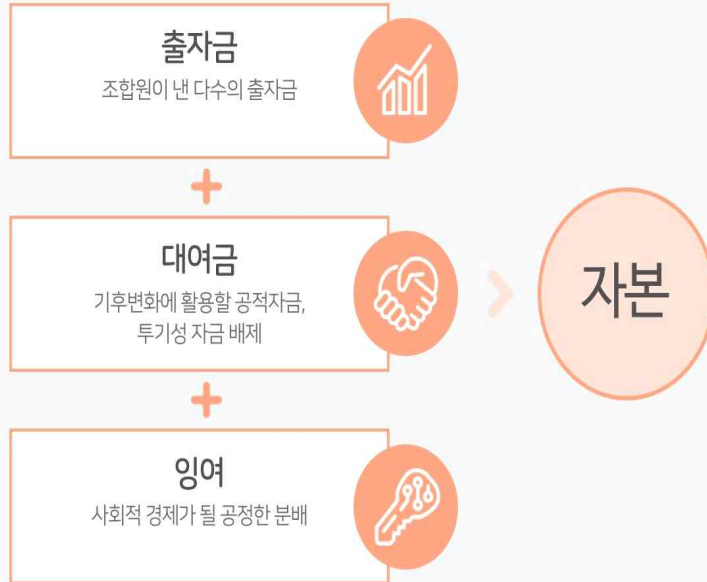 출자금
조합원이 낸 다수의 출자금
+
대여금
기후변화에 활용할 공적자금,
투기성 자금 배제
+
잉여
사회적 경제가 될 공정한 분배
자본